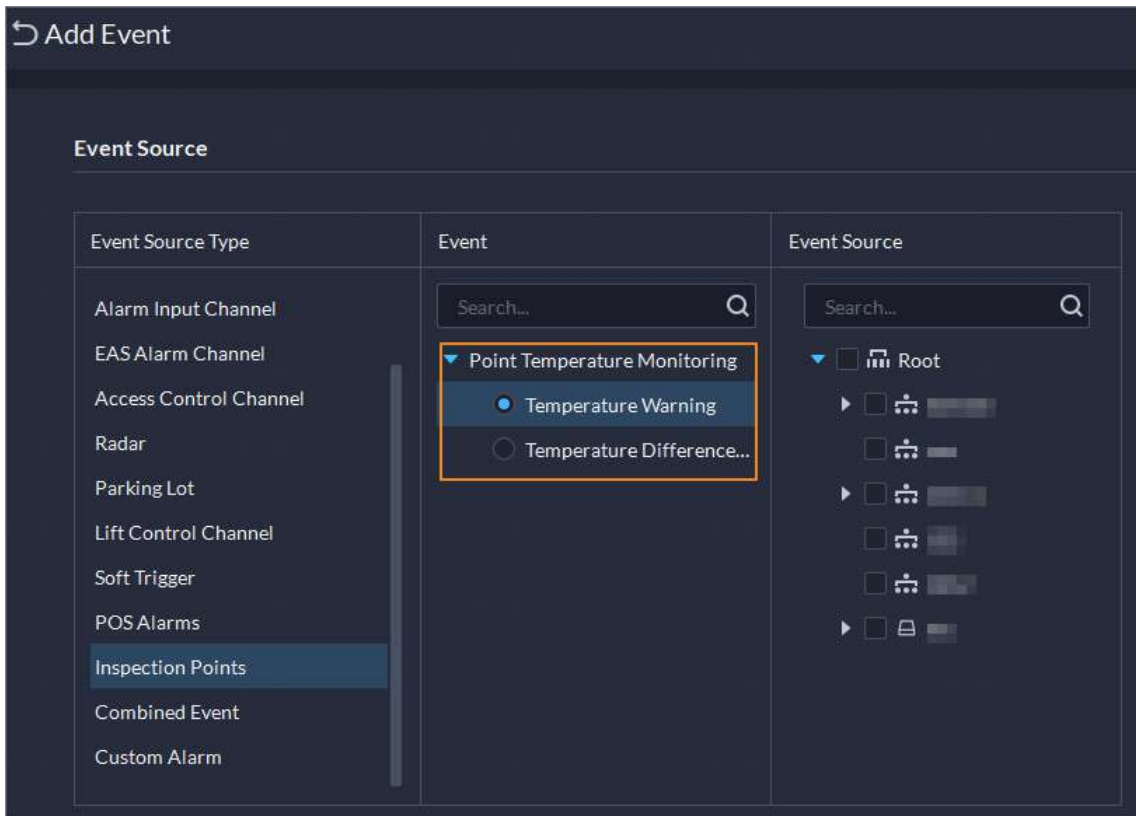 Add Event
Event Source
Event Source Type
Event
Event Source
Alarm Input Channel
EAS Alarm Channel
Access Control Channel
Radar
Parking Lot
Lift Control Channel
Soft Trigger
POS Alarms
Inspection Points
Combined Event
Custom Alarm
Search...
Point Temperature Monitoring
Temperature Warning
Temperature Difference...
Search...
Root